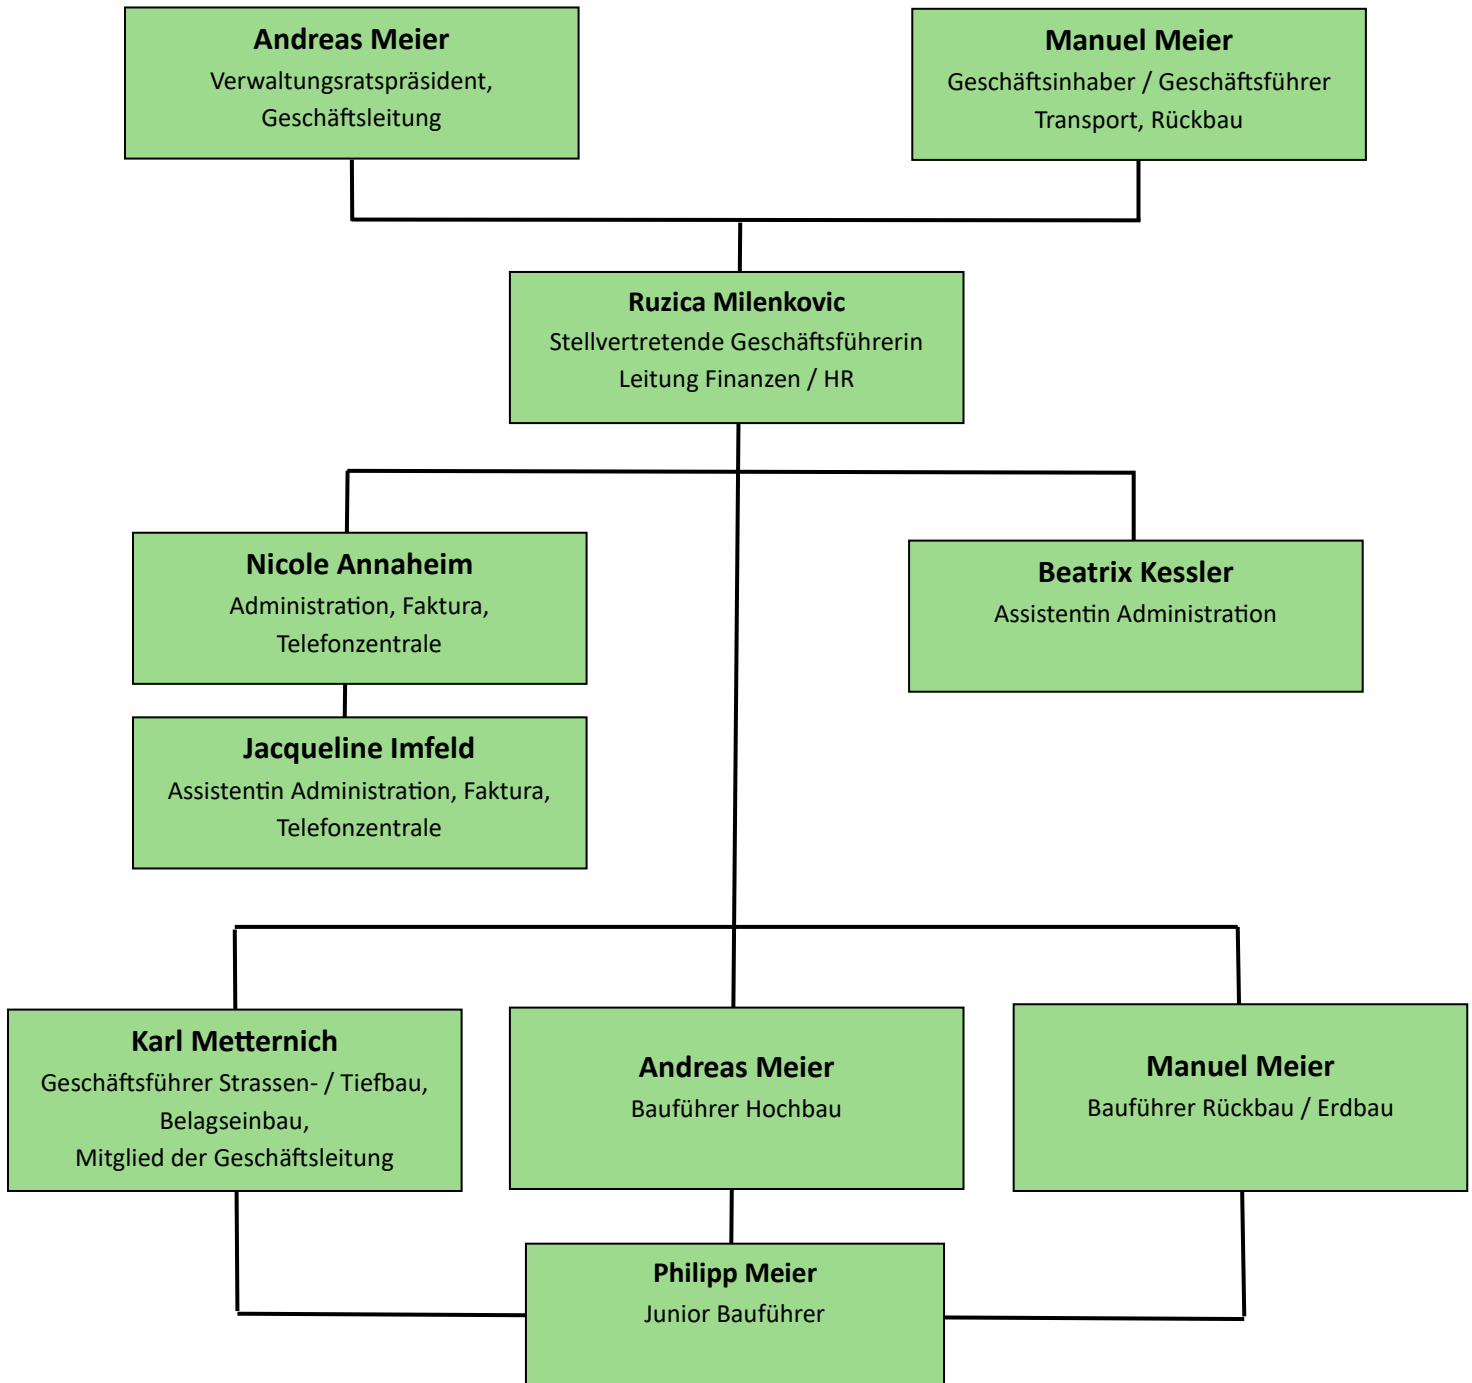 Andreas Meier
Verwaltungsratspräsident,
Geschäftsleitung
Manuel Meier
Geschäftsinhaber / Geschäftsführer
Transport, Rückbau
Ruzica Milenkovic
Stellvertretende Geschäftsführerin
Leitung Finanzen / HR
Nicole Annaheim
Administration, Faktura,
Telefonzentrale
Beatrix Kessler
Assistentin Administration
Jacqueline Imfeld
Assistentin Administration, Faktura,
Telefonzentrale
Karl Metternich
Geschäftsführer Strassen- / Tiefbau,
Belagseinbau,
Mitglied der Geschäftsleitung
Andreas Meier
Bauführer Hochbau
Manuel Meier
Bauführer Rückbau / Erdbau
Philipp Meier
Junior Bauführer